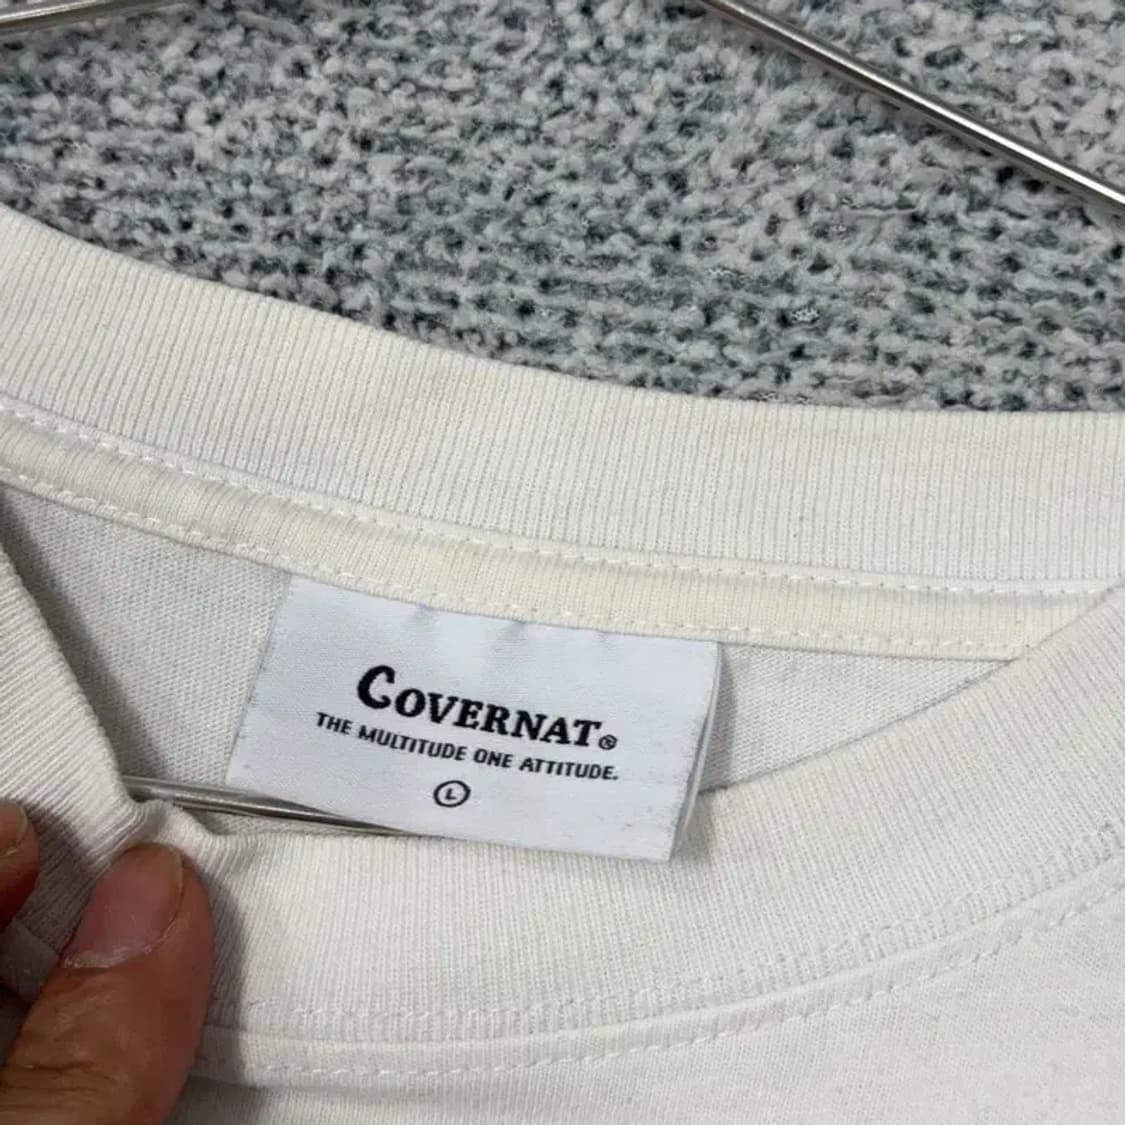 COVERNAT®
THE MULTITUDE ONE ATTITUDE.
L